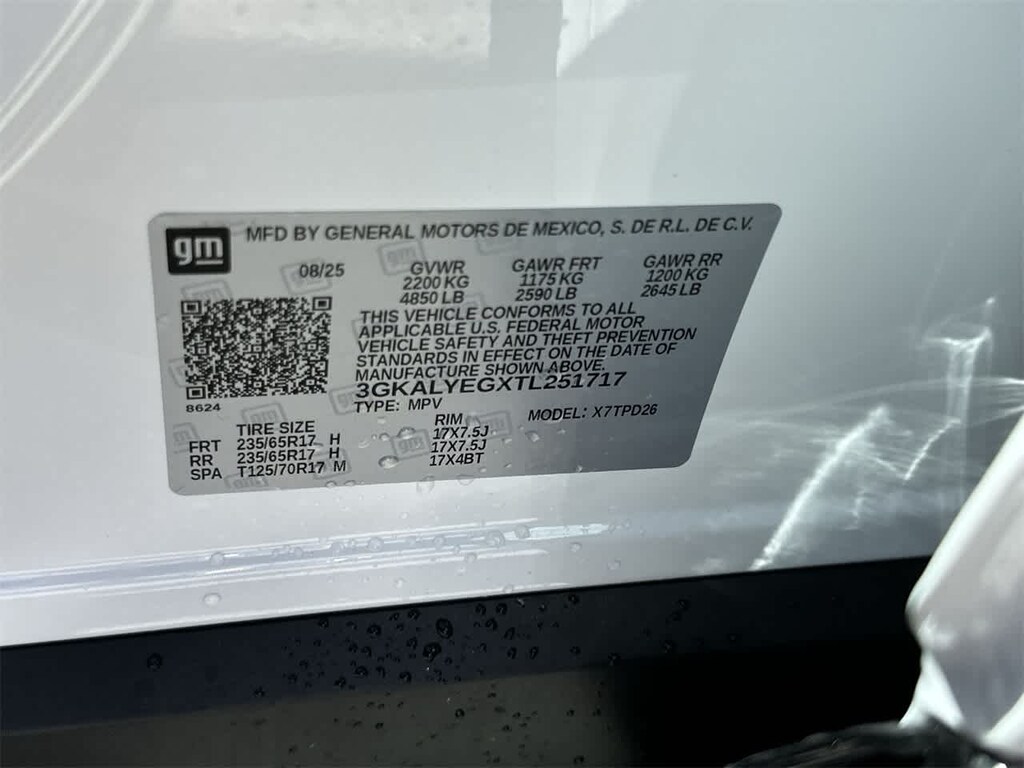 gm
MFD BY GENERAL MOTORS DE MEXICO, S. DE R.L. DE C.V.
08/25 GVWR GAWR FRT GAWR RR
2200 KG 1175 KG 1200 KG
4850 LB 2590 LB 2645 LB
THIS VEHICLE CONFORMS TO ALL
APPLICABLE U.S. FEDERAL MOTOR
VEHICLE SAFETY AND THEFT PREVENTION
STANDARDS IN EFFECT ON THE DATE OF
MANUFACTURE SHOWN ABOVE.
3GKALYEGXTL251717
8624
TYPE: MPV MODEL: X7TPD26
TIRE SIZE RIM
FRT 235/65R17 H 17X7.5J
RR 235/65R17 H 17X7.5J
SPA T125/70R17 M 17X4BT